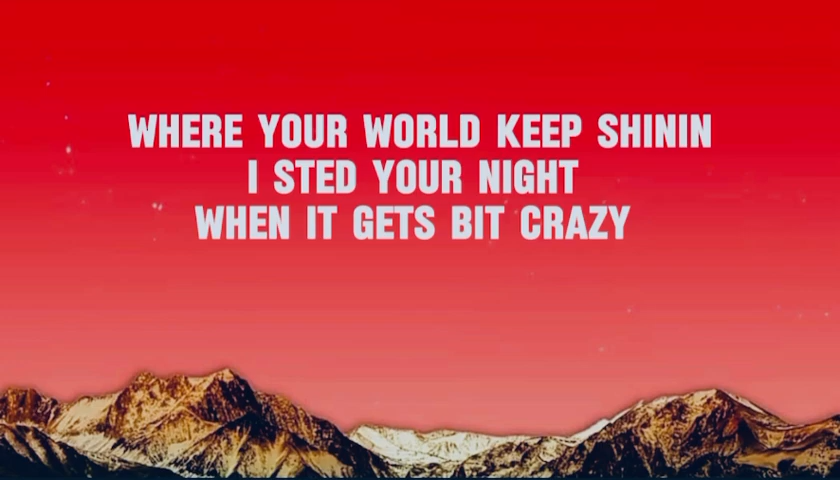 WHERE YOUR WORLD KEEP SHININ
I STED YOUR NIGHT
WHEN IT GETS BIT CRAZY